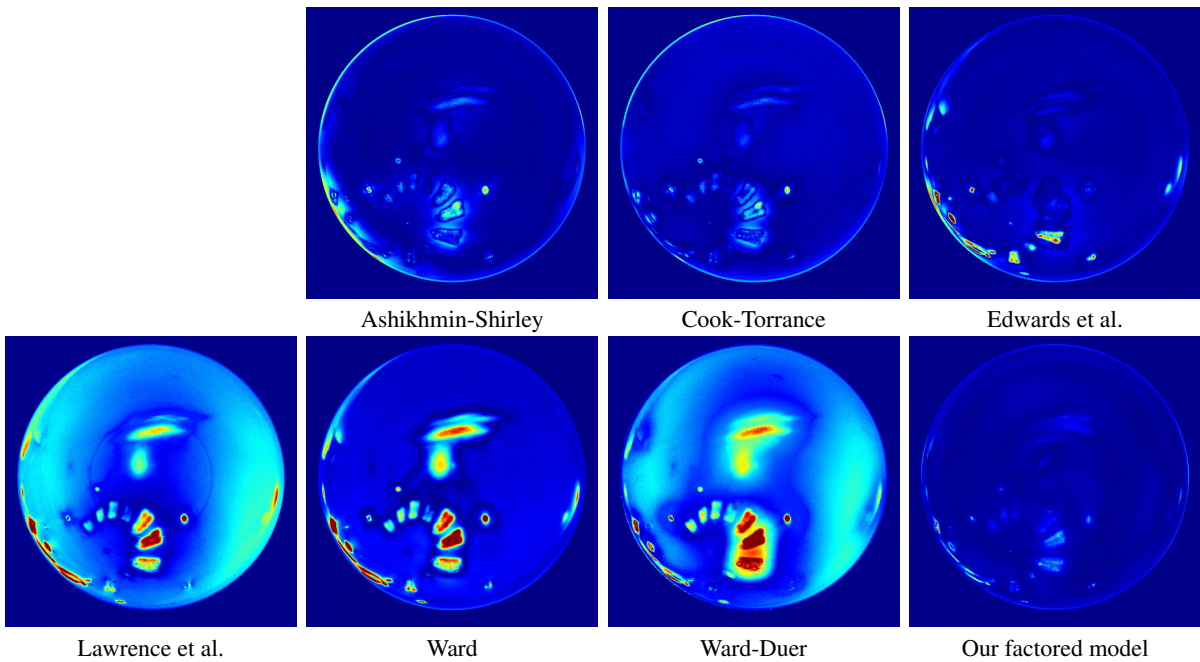 Ashikhmin-Shirley
Cook-Torrance
Edwards et al.
Lawrence et al.
Ward
Ward-Duer
Our factored model